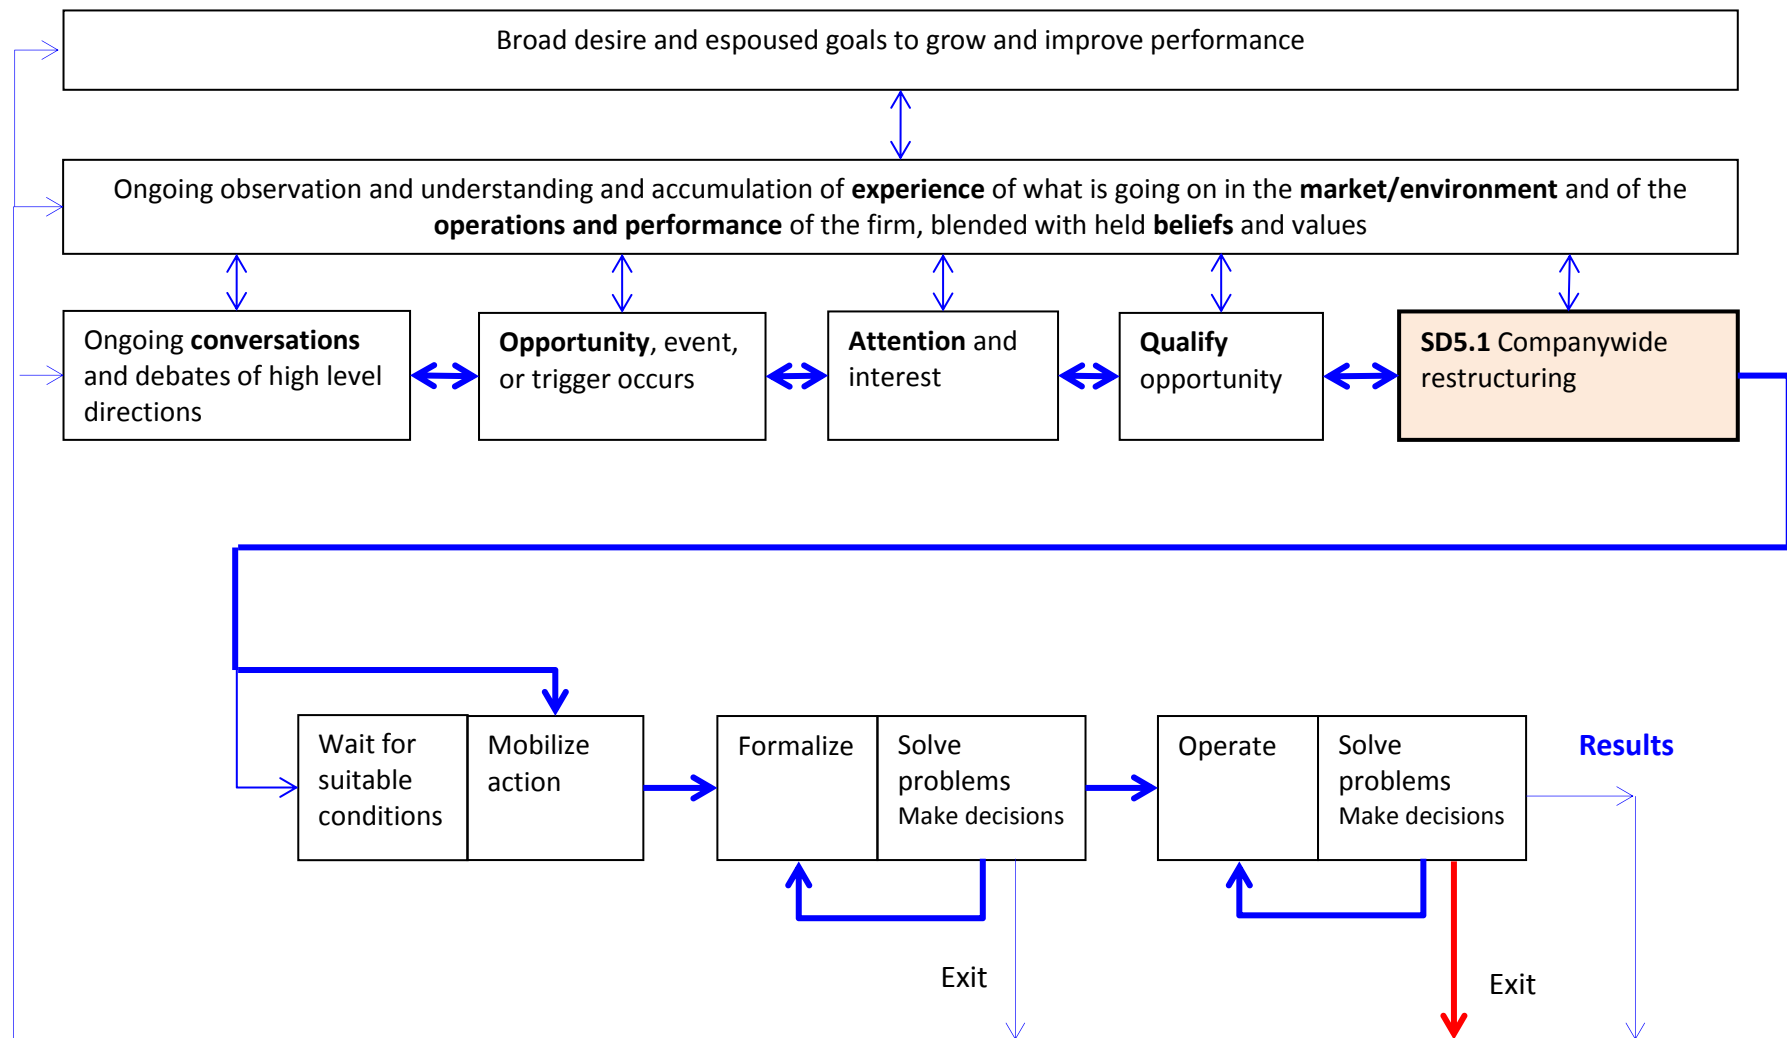 Broad desire and espoused goals to grow and improve performance
Ongoing observation and understanding and accumulation of experience of what is going on in the market/environment and of the
operations and performance of the firm, blended with held beliefs and values
Ongoing conversations
and debates of high level
directions
Opportunity, event,
or trigger occurs
Attention and
interest
Qualify
opportunity
SD5.1 Companywide
restructuring
Wait for
suitable
conditions
Mobilize
action
Formalize
Solve
problems
Make decisions
Operate
Solve
problems
Make decisions
Results
Exit
Exit